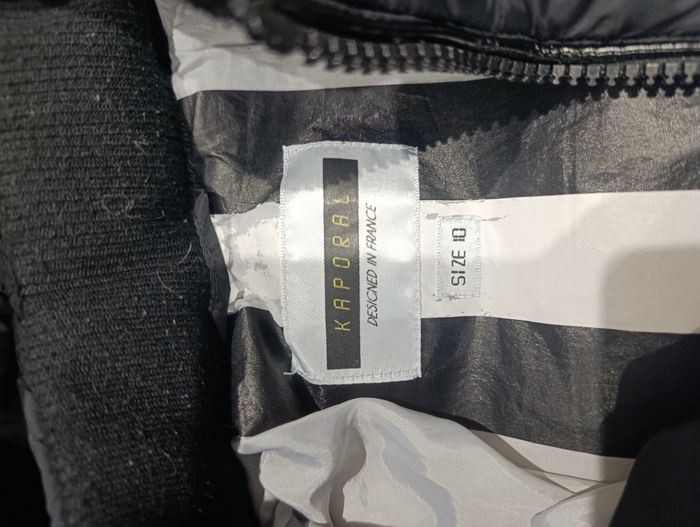 KAPORAL
DESIGNED IN FRANCE
SIZE 10